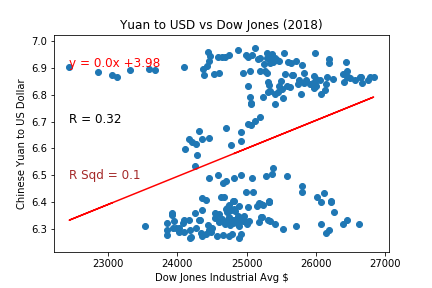 Yuan to USD vs Dow Jones (2018)
7.0
6.9
6.8
6.7
6.6
6.5
6.4
6.3
Chinese Yuan to US Dollar
y = 0.0x +3.98
R = 0.32
R Sqd = 0.1
23000 24000 25000 26000 27000
Dow Jones Industrial Avg $